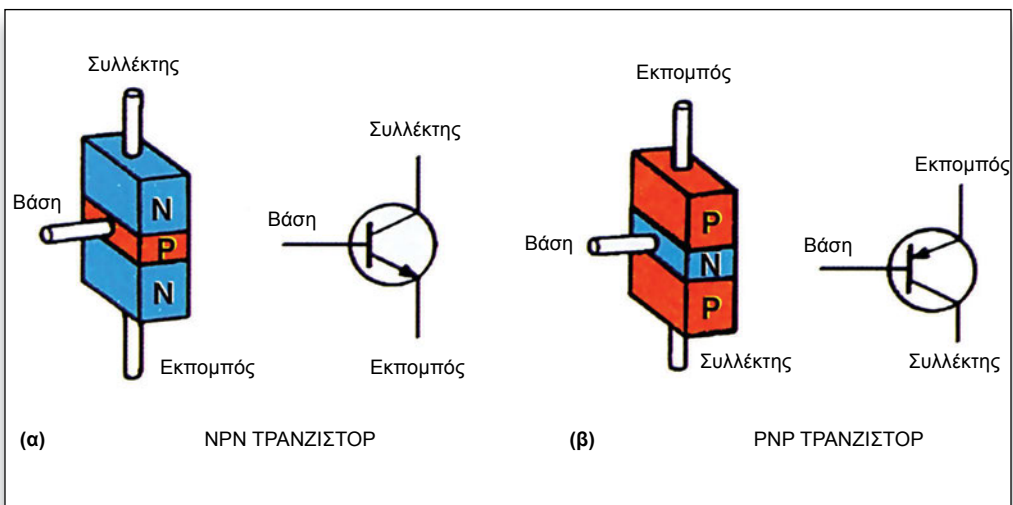 Συλλέκτης
Βάση
N
P
N
Εκπομπός
Συλλέκτης
Βάση
Εκπομπός
(α) NPN ΤΡΑΝΖΙΣΤΟΡ
Εκπομπός
Βάση
P
N
P
Συλλέκτης
Εκπομπός
Βάση
Συλλέκτης
(β) PNP ΤΡΑΝΖΙΣΤΟΡ